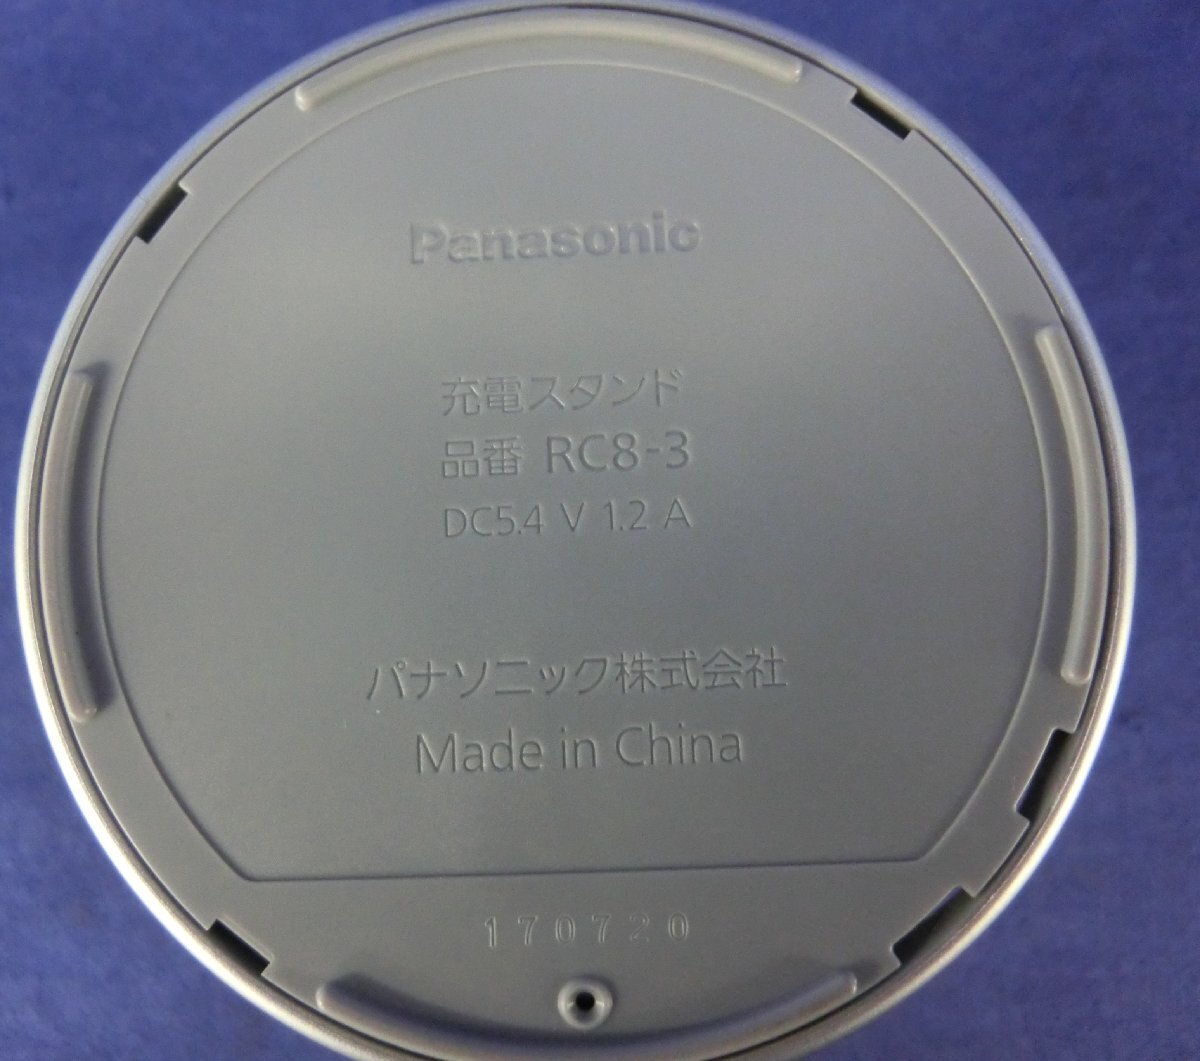 Panasonic
充電スタンド
品番 RC8-3
DC5.4 V 1.2 A
パナソニック株式会社
Made in China
170720